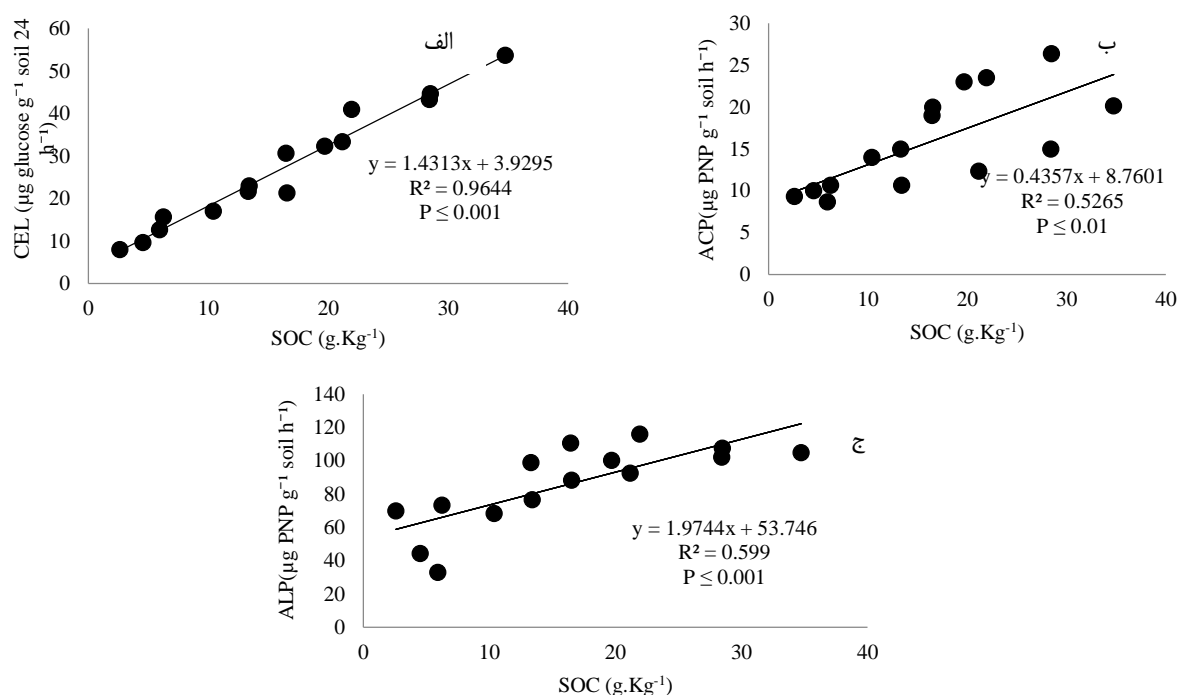 الف
CEL (µg glucose g⁻¹ soil 24
h⁻¹)
60
50
40
30
20
10
0
y = 1.4313x + 3.9295
R² = 0.9644
P ≤ 0.001
0 10 20 30 40
SOC (g.Kg⁻¹)
ب
ACP(µg PNP g⁻¹ soil h⁻¹)
30
25
20
15
10
5
0
y = 0.4357x + 8.7601
R² = 0.5265
P ≤ 0.01
0 10 20 30 40
SOC (g.Kg⁻¹)
ج
ALP(µg PNP g⁻¹ soil h⁻¹)
140
120
100
80
60
40
20
0
y = 1.9744x + 53.746
R² = 0.599
P ≤ 0.001
0 10 20 30 40
SOC (g.Kg⁻¹)